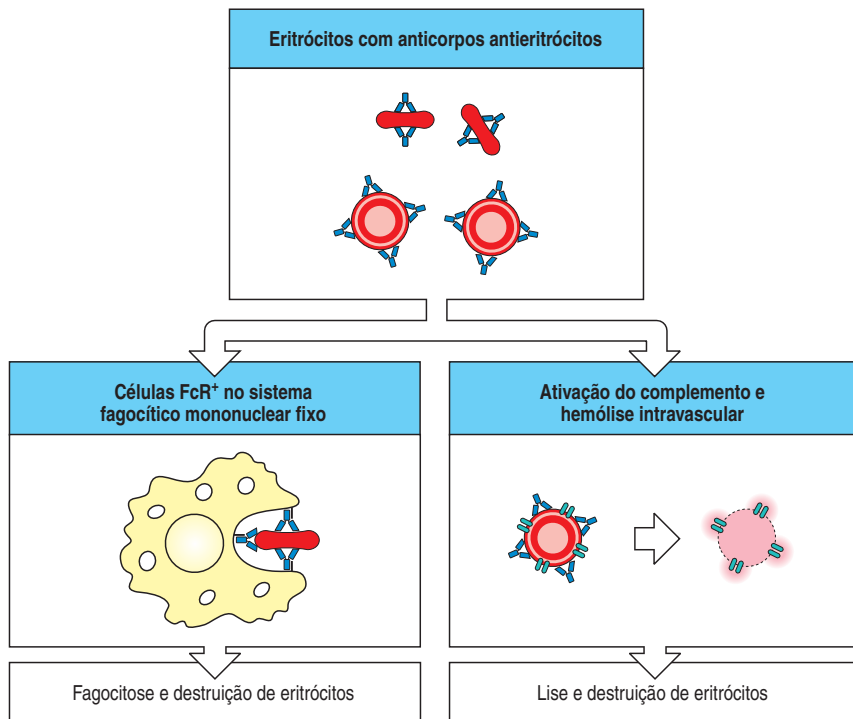 Eritrócitos com anticorpos antieritrócitos
Células FcR⁺ no sistema
fagocítico mononuclear fixo
Ativação do complemento e
hemólise intravascular
Fagocitose e destruição de eritrócitos
Lise e destruição de eritrócitos